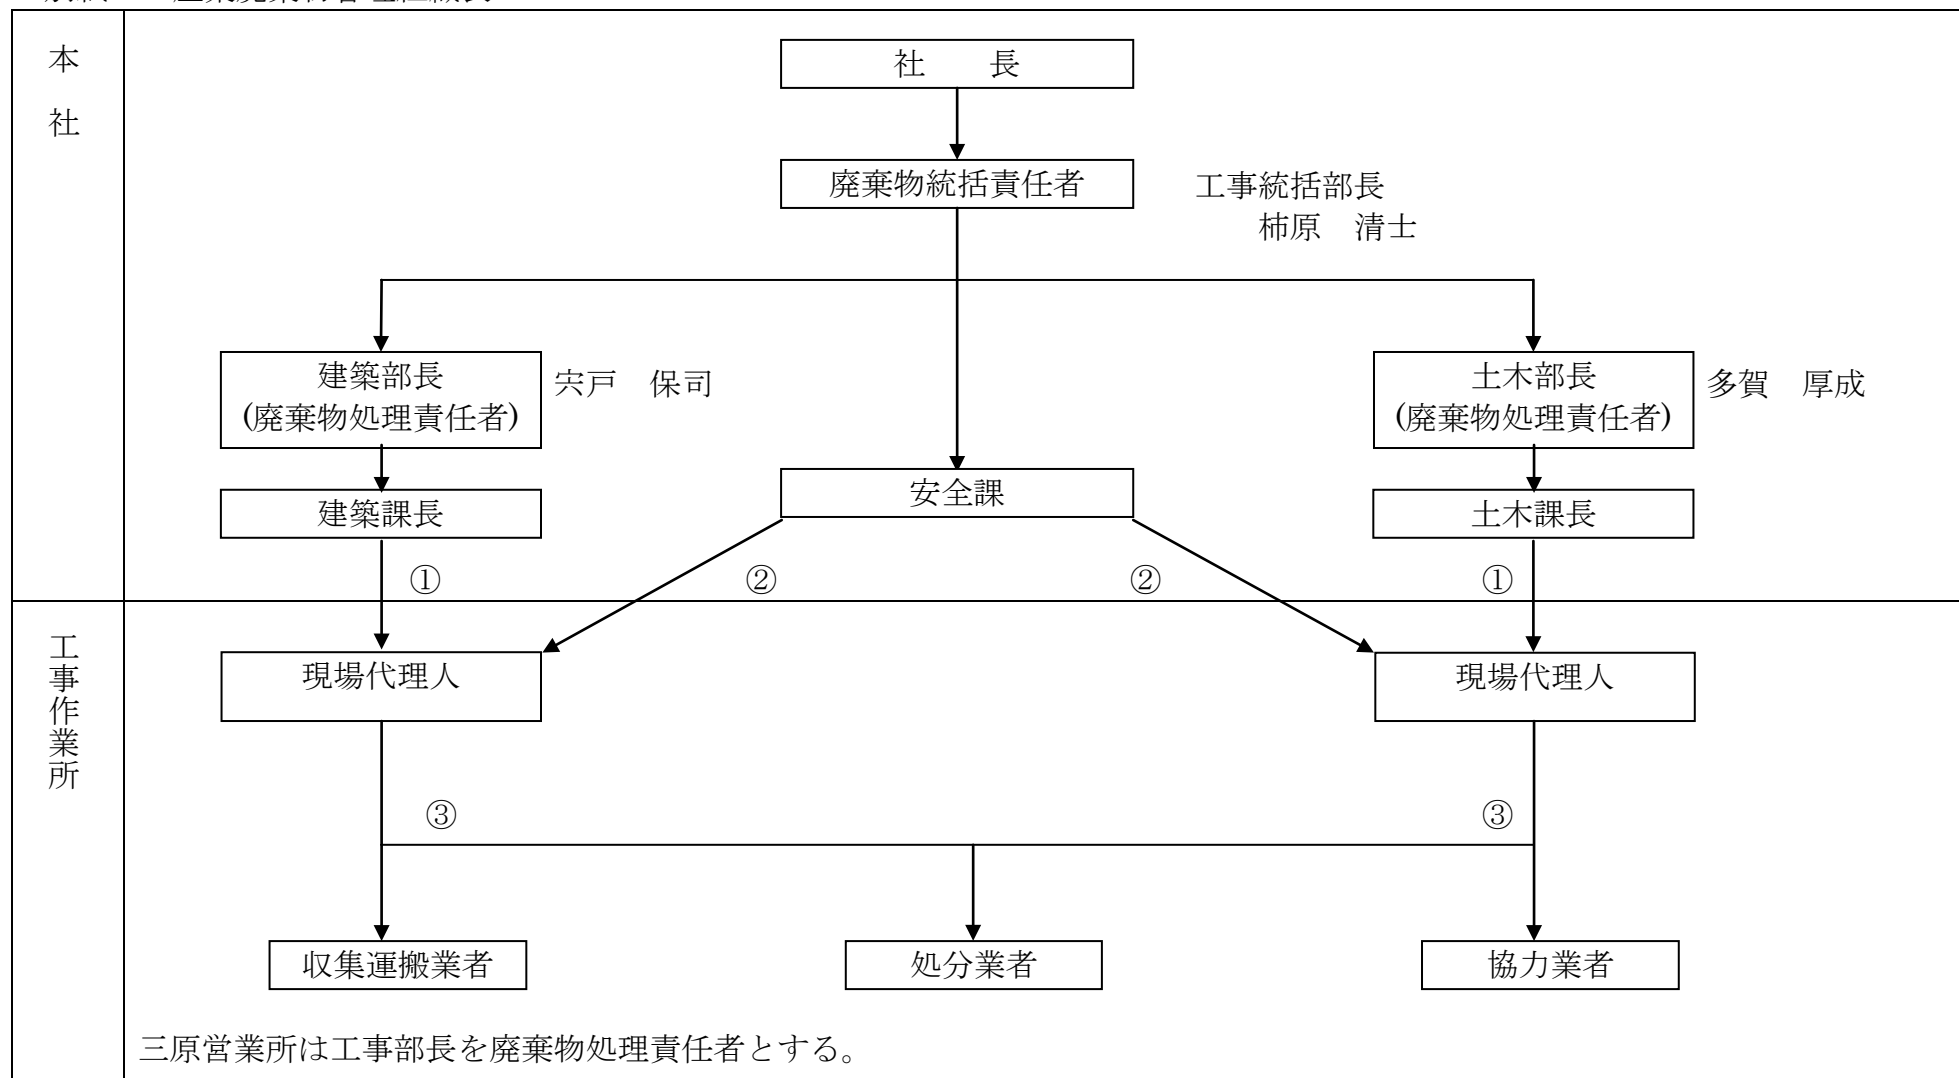 本社
社　　長
廃棄物統括責任者
工事統括部長
柿原　清士
建築部長
(廃棄物処理責任者)
宍戸　保司
土木部長
(廃棄物処理責任者)
多賀　厚成
安全課
建築課長
土木課長
①
②
②
①
工事作業所
現場代理人
現場代理人
③
③
収集運搬業者
処分業者
協力業者
三原営業所は工事部長を廃棄物処理責任者とする。